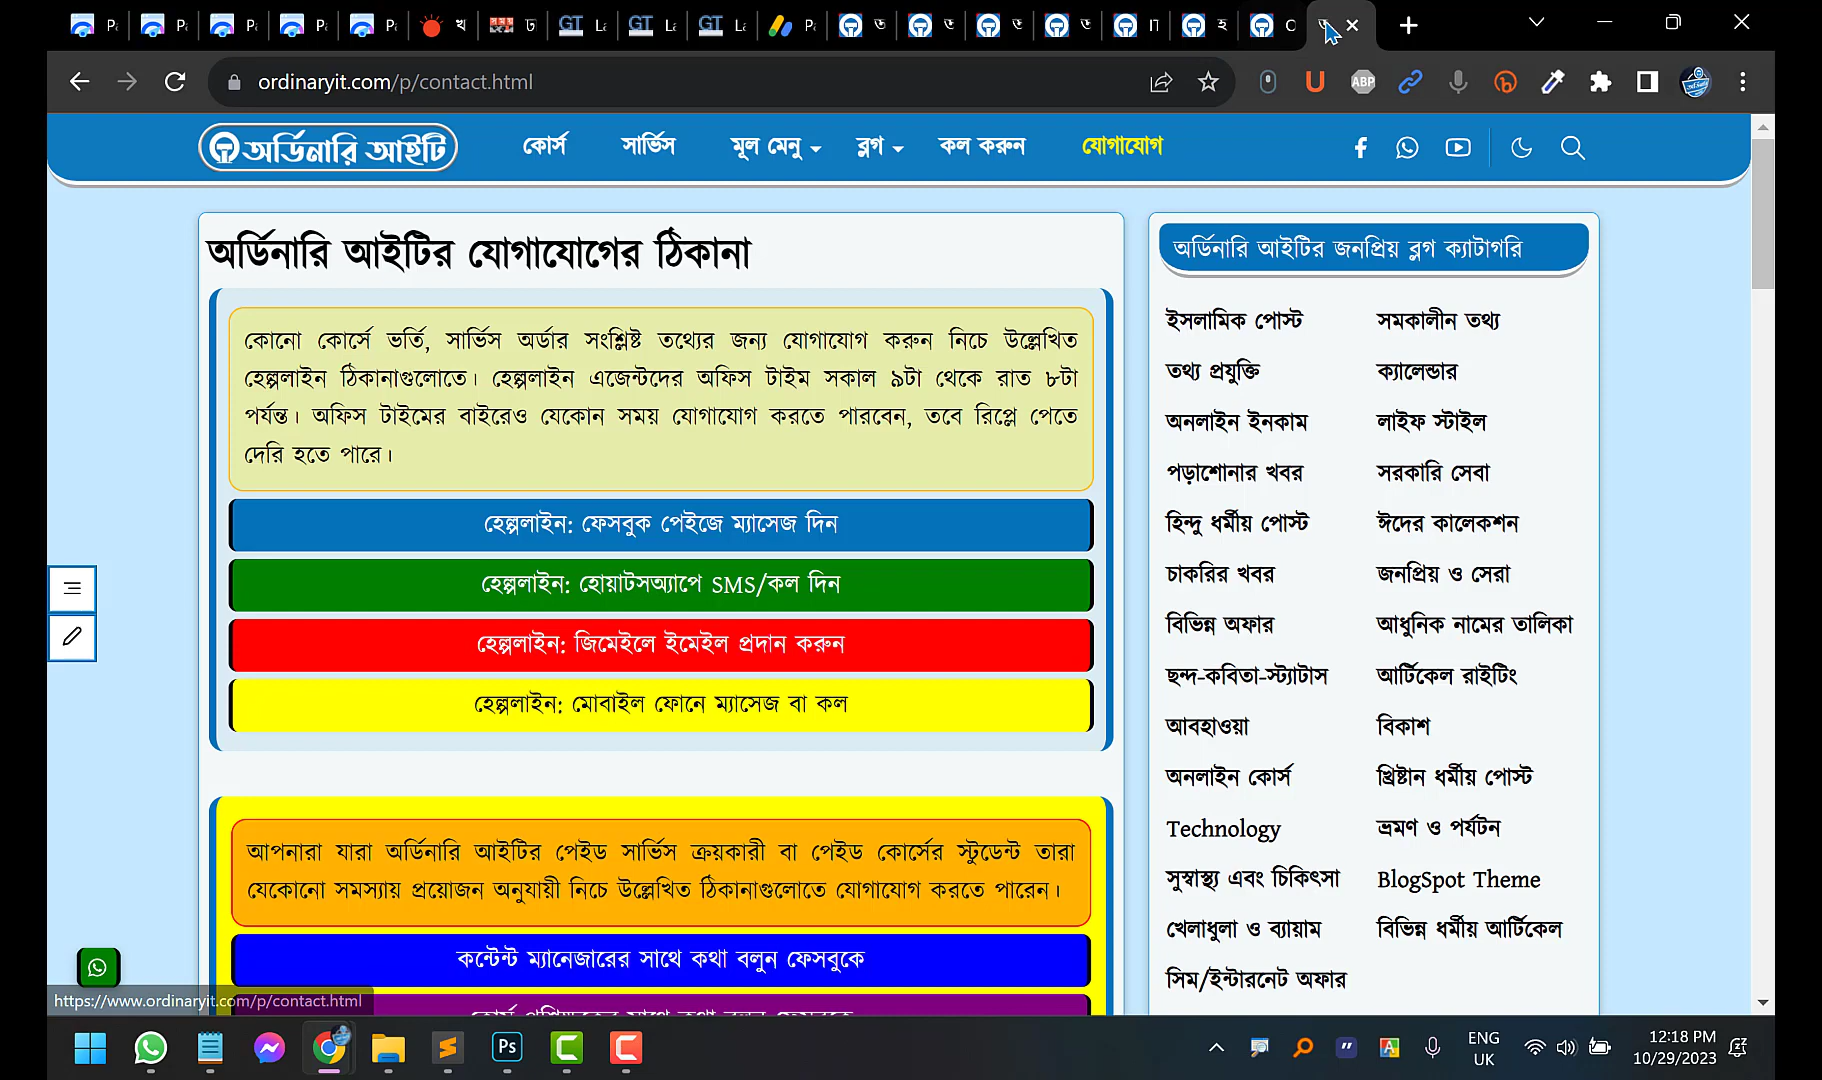 ordinaryit.com/p/contact.html
ABP
অর্ডিনারি আইটি
কোর্স
সার্ভিস
মূল মেনু
ব্লগ
কল করুন
যোগাযোগ
অর্ডিনারি আইটির যোগাযোগের ঠিকানা
কোনো কোর্সে ভর্তি, সার্ভিস অর্ডার সংশ্লিষ্ট তথ্যের জন্য যোগাযোগ করুন নিচে উল্লেখিত
হেল্পলাইন ঠিকানাগুলোতে। হেল্পলাইন এজেন্টদের অফিস টাইম সকাল ৯টা থেকে রাত ৮টা
পর্যন্ত। অফিস টাইমের বাইরেও যেকোন সময় যোগাযোগ করতে পারবেন, তবে রিপ্লে পেতে
দেরি হতে পারে।
হেল্পলাইন: ফেসবুক পেইজে ম্যাসেজ দিন
হেল্পলাইন: হোয়াটসঅ্যাপে SMS/কল দিন
হেল্পলাইন: জিমেইলে ইমেইল প্রদান করুন
হেল্পলাইন: মোবাইল ফোনে ম্যাসেজ বা কল
আপনারা যারা অর্ডিনারি আইটির পেইড সার্ভিস ক্রয়কারী বা পেইড কোর্সের স্টুডেন্ট তারা
যেকোনো সমস্যায় প্রয়োজন অনুযায়ী নিচে উল্লেখিত ঠিকানাগুলোতে যোগাযোগ করতে পারেন।
কন্টেন্ট ম্যানেজারের সাথে কথা বলুন ফেসবুকে
অর্ডিনারি আইটির জনপ্রিয় ব্লগ ক্যাটাগরি
ইসলামিক পোস্ট
সমকালীন তথ্য
তথ্য প্রযুক্তি
ক্যালেন্ডার
অনলাইন ইনকাম
লাইফ স্টাইল
পড়াশোনার খবর
সরকারি সেবা
হিন্দু ধর্মীয় পোস্ট
ঈদের কালেকশন
চাকরির খবর
জনপ্রিয় ও সেরা
বিভিন্ন অফার
আধুনিক নামের তালিকা
ছন্দ-কবিতা-স্ট্যাটাস
আর্টিকেল রাইটিং
আবহাওয়া
বিকাশ
অনলাইন কোর্স
খ্রিষ্টান ধর্মীয় পোস্ট
Technology
ভ্রমণ ও পর্যটন
সুস্বাস্থ্য এবং চিকিৎসা
BlogSpot Theme
খেলাধুলা ও ব্যায়াম
বিভিন্ন ধর্মীয় আর্টিকেল
সিম/ইন্টারনেট অফার
https://www.ordinaryit.com/p/contact.html
Ps
ENG
UK
12:18 PM
10/29/2023